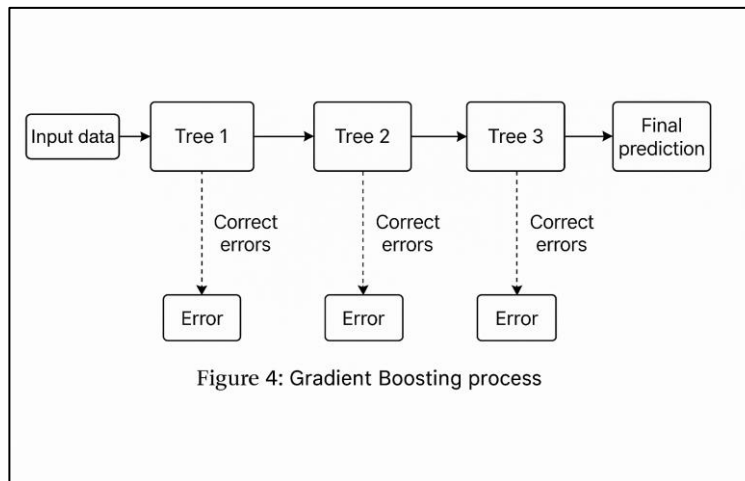 Input data
Tree 1
Tree 2
Tree 3
Final
prediction
Correct
errors
Correct
errors
Correct
errors
Error
Error
Error
Figure 4: Gradient Boosting process